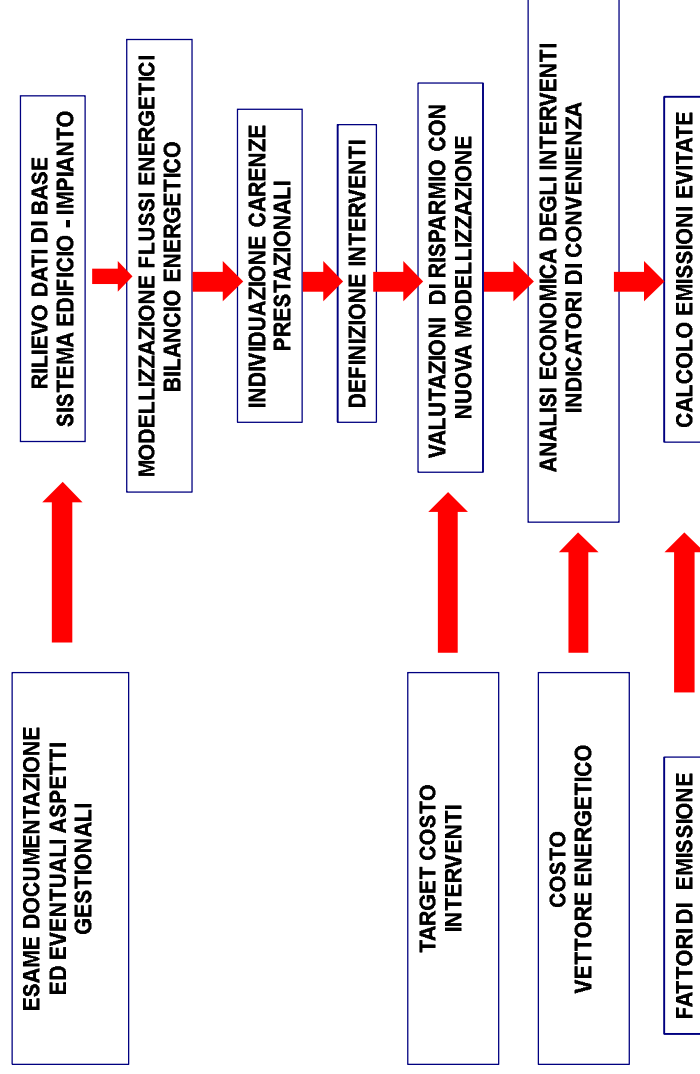 ESAME DOCUMENTAZIONE
ED EVENTUALI ASPETTI
GESTIONALI
RILIEVO DATI DI BASE
SISTEMA EDIFICIO - IMPIANTO
MODELLIZZAZIONE FLUSSI ENERGETICI
BILANCIO ENERGETICO
INDIVIDUAZIONE CARENZE
PRESTAZIONALI
DEFINIZIONE INTERVENTI
TARGET COSTO
INTERVENTI
VALUTAZIONI DI RISPARMIO CON
NUOVA MODELLIZZAZIONE
COSTO
VETTORE ENERGETICO
ANALISI ECONOMICA DEGLI INTERVENTI
INDICATORI DI CONVENIENZA
FATTORI DI EMISSIONE
CALCOLO EMISSIONI EVITATE